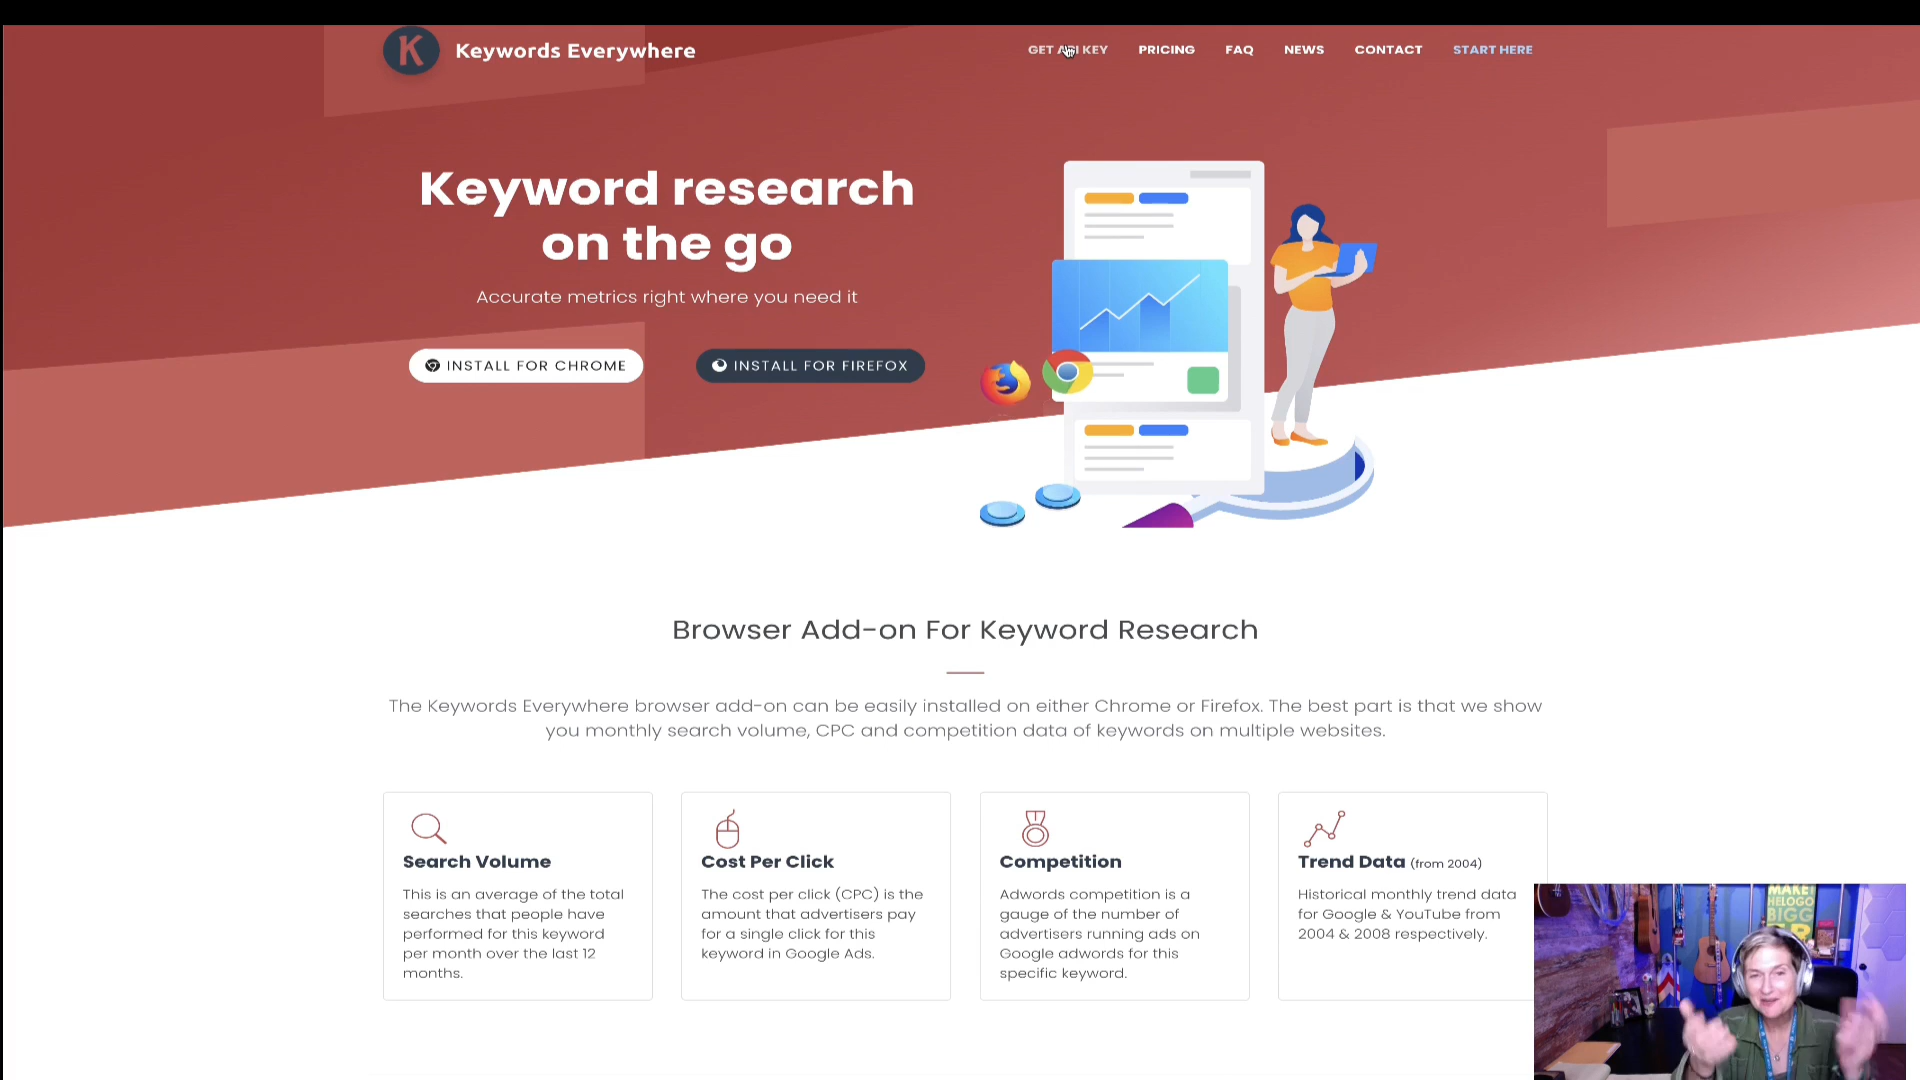 K Keywords Everywhere
GET API KEY PRICING FAQ NEWS CONTACT START HERE
Keyword research
on the go
Accurate metrics right where you need it
INSTALL FOR CHROME INSTALL FOR FIREFOX
Browser Add-on For Keyword Research
The Keywords Everywhere browser add-on can be easily installed on either Chrome or Firefox. The best part is that we show
you monthly search volume, CPC and competition data of keywords on multiple websites.
Search Volume
This is an average of the total
searches that people have
performed for this keyword
per month over the last 12
months.
Cost Per Click
The cost per click (CPC) is the
amount that advertisers pay
for a single click for this
keyword in Google Ads.
Competition
Adwords competition is a
gauge of the number of
advertisers running ads on
Google adwords for this
specific keyword.
Trend Data (from 2004)
Historical monthly trend data
for Google & YouTube from
2004 & 2008 respectively.
MAKE
HELOGO
BIGG